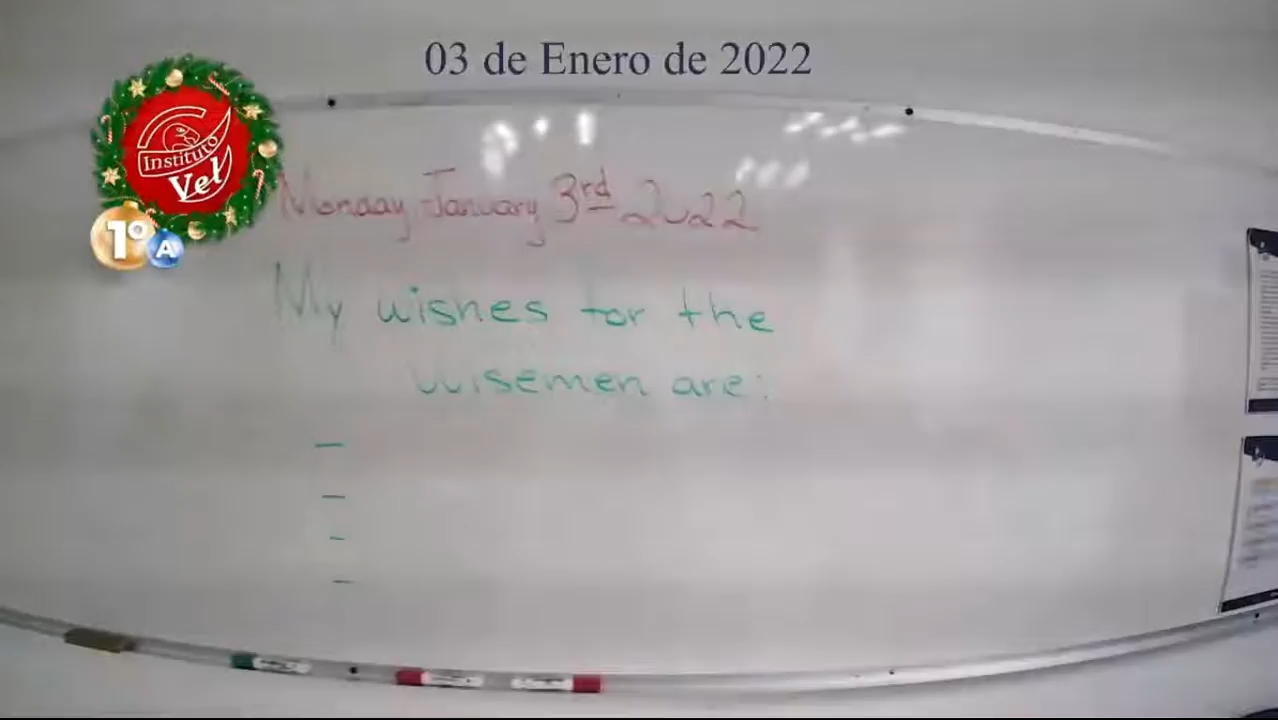 03 de Enero de 2022
Instituto
Vel
1° A
Monday January 3rd 2022
My wishes for the
wisemen are:
-
-
-
-